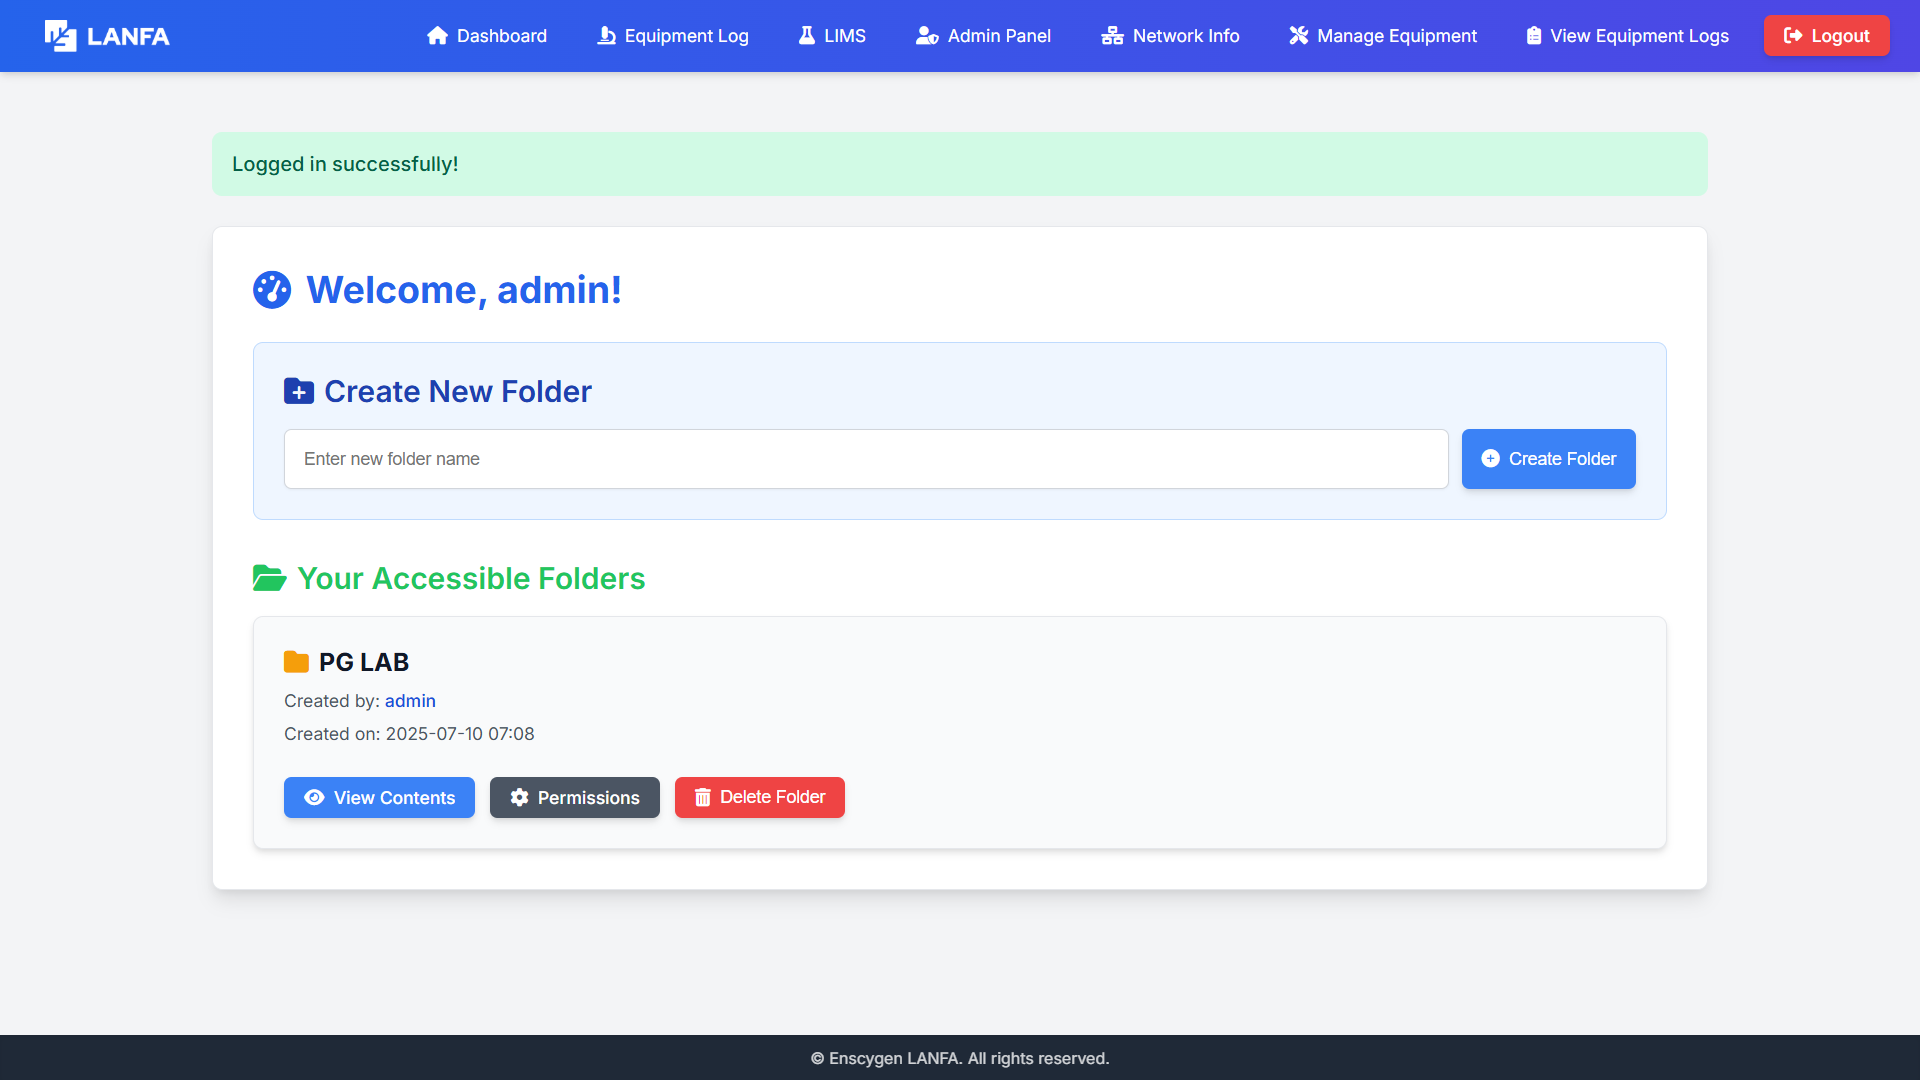 LANFA
Dashboard
Equipment Log
LIMS
Admin Panel
Network Info
Manage Equipment
View Equipment Logs
Logout
Logged in successfully!
Welcome, admin!
Create New Folder
Enter new folder name
Create Folder
Your Accessible Folders
PG LAB
Created by: admin
Created on: 2025-07-10 07:08
View Contents
Permissions
Delete Folder
© Enscygen LANFA. All rights reserved.